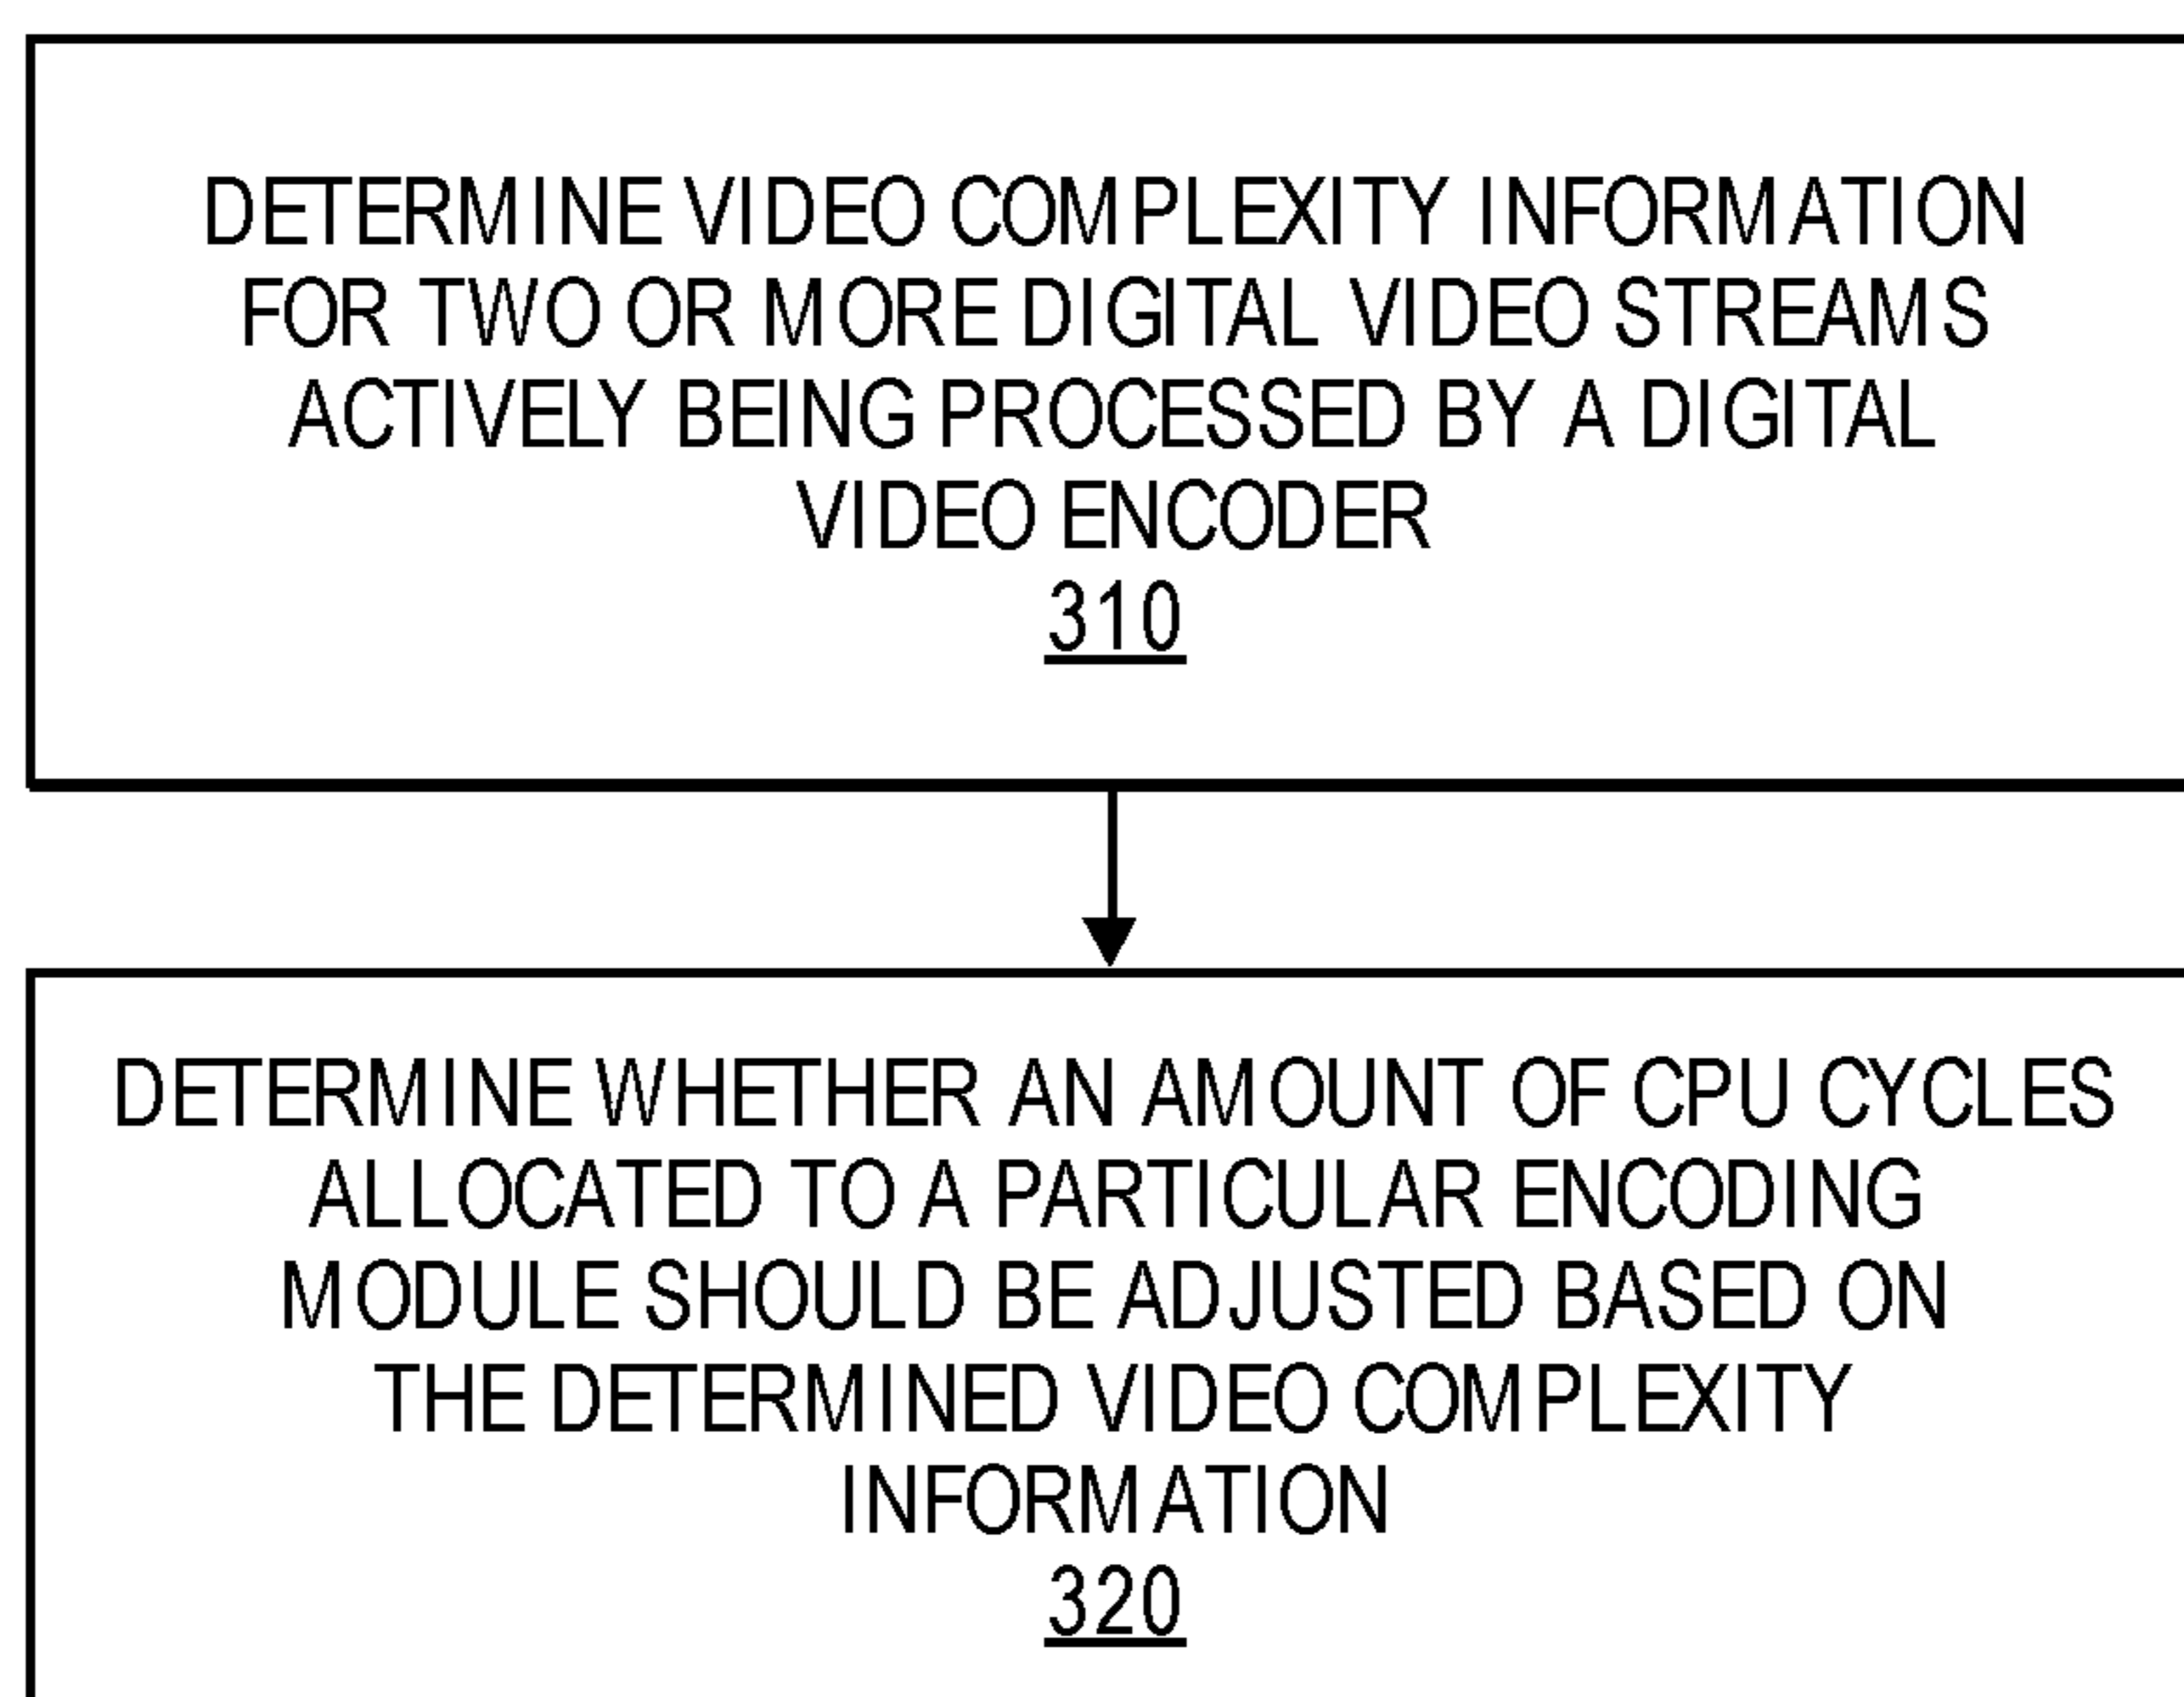 DETERMINE VIDEO COMPLEXITY INFORMATION
FOR TWO OR MORE DIGITAL VIDEO STREAMS
ACTIVELY BEING PROCESSED BY A DIGITAL
VIDEO ENCODER
310
DETERMINE WHETHER AN AMOUNT OF CPU CYCLES
ALLOCATED TO A PARTICULAR ENCODING
MODULE SHOULD BE ADJUSTED BASED ON
THE DETERMINED VIDEO COMPLEXITY
INFORMATION
320